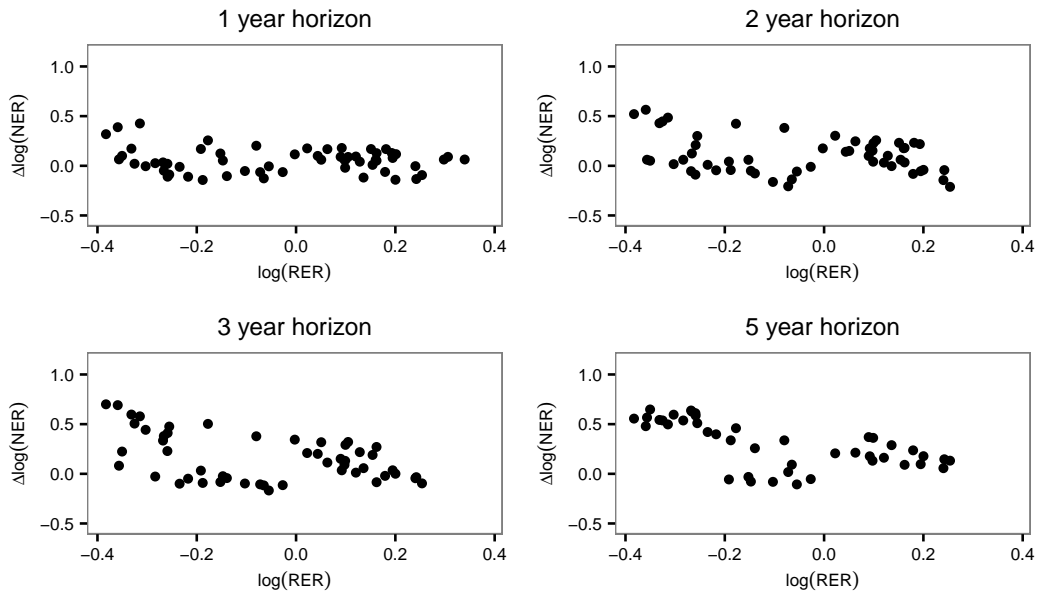 1 year horizon
1.0
0.5
0.0
−0.5
Δlog(NER)
−0.4 −0.2 0.0 0.2 0.4
log(RER)
2 year horizon
1.0
0.5
0.0
−0.5
Δlog(NER)
−0.4 −0.2 0.0 0.2 0.4
log(RER)
3 year horizon
1.0
0.5
0.0
−0.5
Δlog(NER)
−0.4 −0.2 0.0 0.2 0.4
log(RER)
5 year horizon
1.0
0.5
0.0
−0.5
Δlog(NER)
−0.4 −0.2 0.0 0.2 0.4
log(RER)